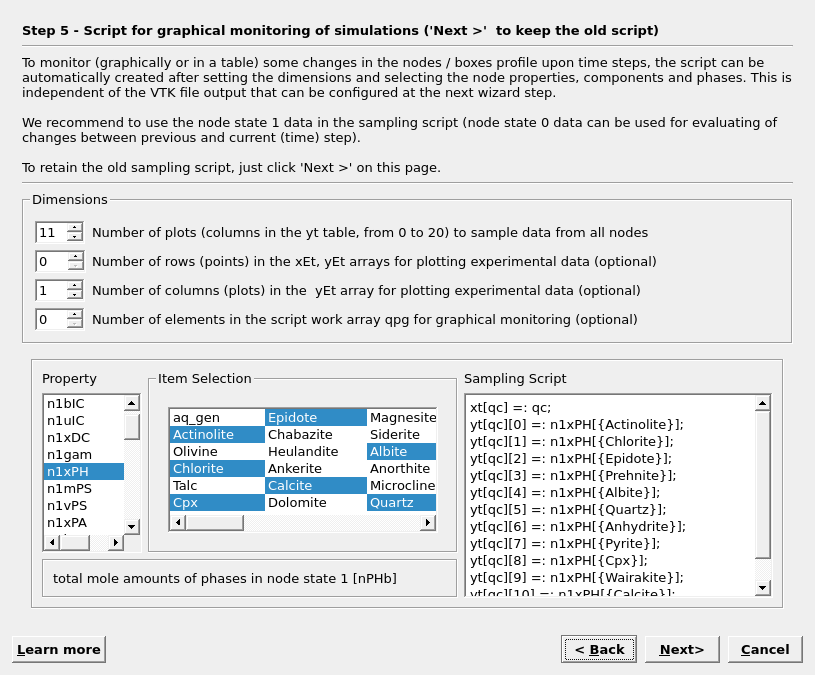 Step 5 - Script for graphical monitoring of simulations ('Next >'  to keep the old script)
To monitor (graphically or in a table) some changes in the nodes / boxes profile upon time steps, the script can be
automatically created after setting the dimensions and selecting the node properties, components and phases. This is
independent of the VTK file output that can be configured at the next wizard step.
We recommend to use the node state 1 data in the sampling script (node state 0 data can be used for evaluating of
changes between previous and current (time) step).
To retain the old sampling script, just click 'Next >' on this page.
Dimensions
11 Number of plots (columns in the yt table, from 0 to 20) to sample data from all nodes
0 Number of rows (points) in the xEt, yEt arrays for plotting experimental data (optional)
1 Number of columns (plots) in the  yEt array for plotting experimental data (optional)
0 Number of elements in the script work array qpg for graphical monitoring (optional)
Property
n1bIC
n1uIC
n1xDC
n1gam
n1xPH
n1mPS
n1vPS
n1xPA
Item Selection
aq_gen Epidote Magnesite
Actinolite Chabazite Siderite
Olivine Heulandite Albite
Chlorite Ankerite Anorthite
Talc Calcite Microcline
Cpx Dolomite Quartz
total mole amounts of phases in node state 1 [nPHb]
Sampling Script
xt[qc] =: qc;
yt[qc][0] =: n1xPH[{Actinolite}];
yt[qc][1] =: n1xPH[{Chlorite}];
yt[qc][2] =: n1xPH[{Epidote}];
yt[qc][3] =: n1xPH[{Prehnite}];
yt[qc][4] =: n1xPH[{Albite}];
yt[qc][5] =: n1xPH[{Quartz}];
yt[qc][6] =: n1xPH[{Anhydrite}];
yt[qc][7] =: n1xPH[{Pyrite}];
yt[qc][8] =: n1xPH[{Cpx}];
yt[qc][9] =: n1xPH[{Wairakite}];
yt[qc][10] =: n1xPH[{Calcite}];
Learn more
< Back
Next>
Cancel